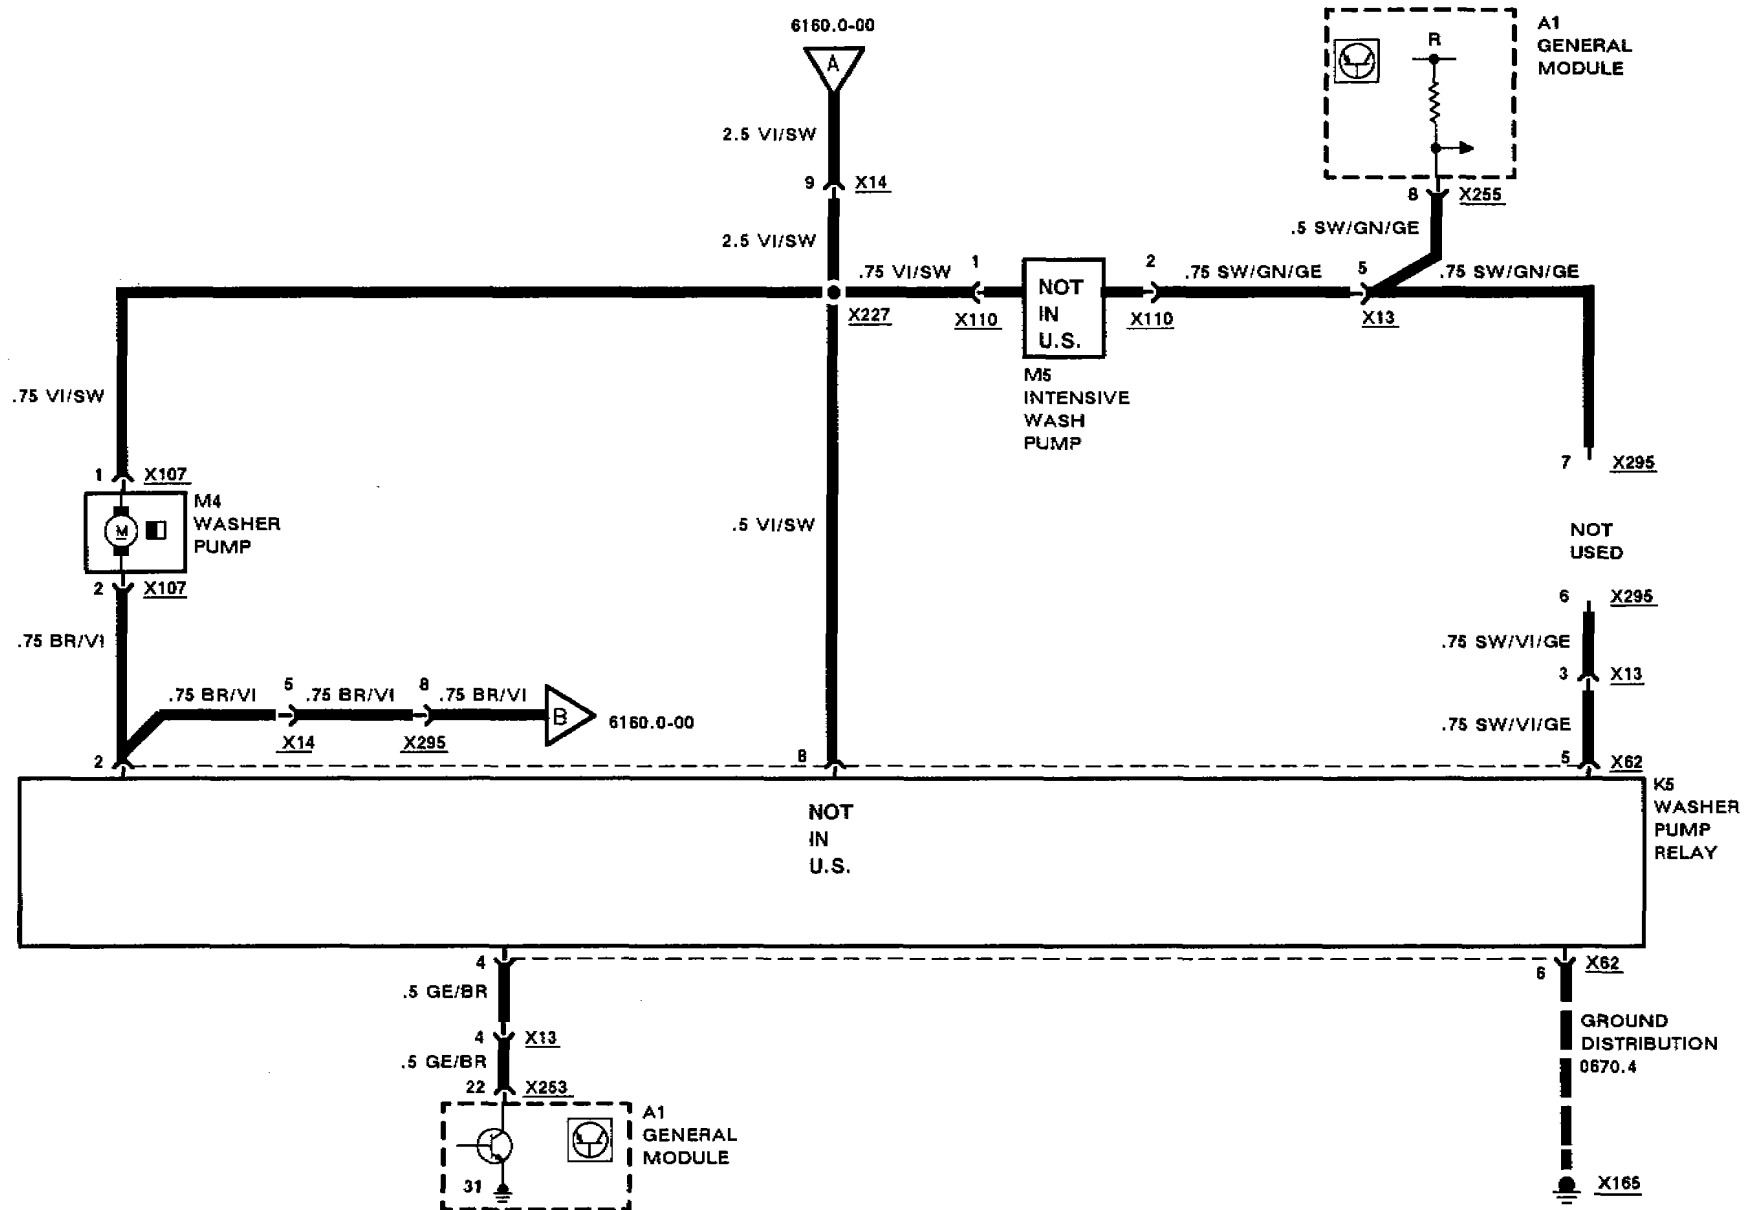 6160.0-00
A
2.5 VI/SW
9 X14
2.5 VI/SW
A1
GENERAL
MODULE
R
8 X255
.5 SW/GN/GE
.75 VI/SW
1
X110
NOT
IN
U.S.
2
X110
.75 SW/GN/GE
5
X13
.75 SW/GN/GE
X227
M5
INTENSIVE
WASH
PUMP
.75 VI/SW
1 X107
M4
WASHER
PUMP
M
2 X107
.75 BR/VI
.5 VI/SW
7 X295
NOT
USED
6 X295
.75 SW/VI/GE
3 X13
.75 SW/VI/GE
.75 BR/VI
5
.75 BR/VI
8
.75 BR/VI
B
6160.0-00
X14
X295
2
8
5 X62
NOT
IN
U.S.
K5
WASHER
PUMP
RELAY
4
.5 GE/BR
4 X13
.5 GE/BR
22 X253
A1
GENERAL
MODULE
31
6 X62
GROUND
DISTRIBUTION
0670.4
X165